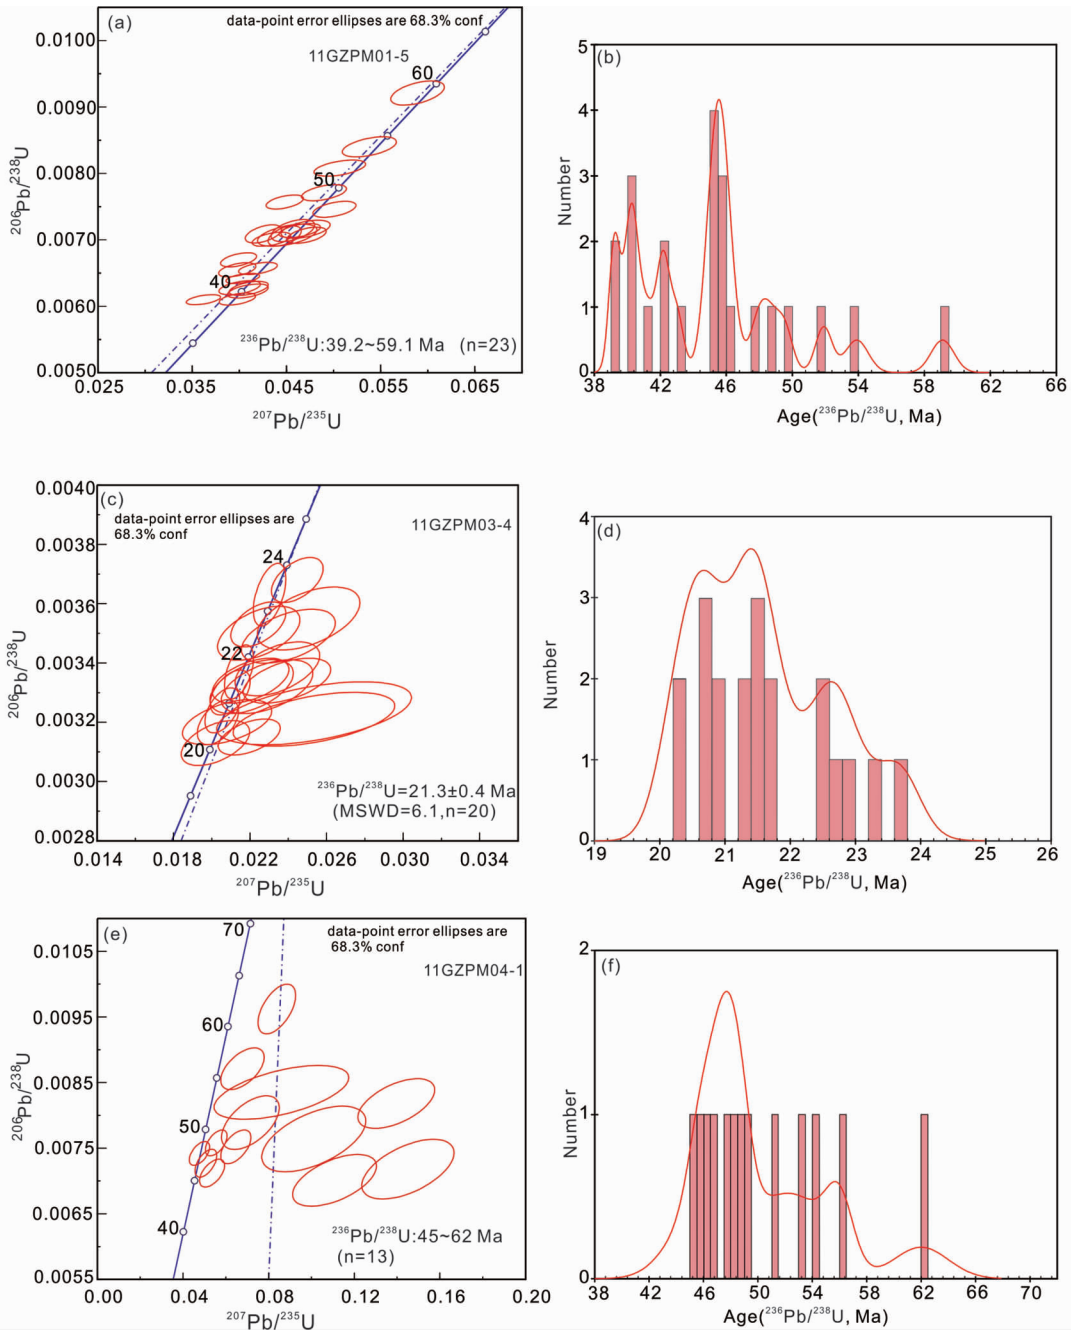 (a)
data-point error ellipses are 68.3% conf
11GZPM01-5
0.0100
0.0090
0.0080
0.0070
0.0060
0.0050
206Pb/238U
60
50
40
236Pb/238U:39.2~59.1 Ma (n=23)
0.025
0.035
0.045
0.055
0.065
207Pb/235U
(b)
5
4
3
2
1
0
Number
38
42
46
50
54
58
62
66
Age(236Pb/238U, Ma)
(c)
data-point error ellipses are
68.3% conf
11GZPM03-4
0.0040
0.0038
0.0036
0.0034
0.0032
0.0030
0.0028
206Pb/238U
24
22
20
236Pb/238U=21.3±0.4 Ma
(MSWD=6.1,n=20)
0.014
0.018
0.022
0.026
0.030
0.034
207Pb/235U
(d)
4
3
2
1
0
Number
19
20
21
22
23
24
25
26
Age(236Pb/238U, Ma)
(e)
data-point error ellipses are
68.3% conf
11GZPM04-1
0.0105
0.0095
0.0085
0.0075
0.0065
0.0055
206Pb/238U
70
60
50
40
236Pb/238U:45~62 Ma
(n=13)
0.00
0.04
0.08
0.12
0.16
0.20
207Pb/235U
(f)
2
1
0
Number
38
42
46
50
54
58
62
66
70
Age(236Pb/238U, Ma)